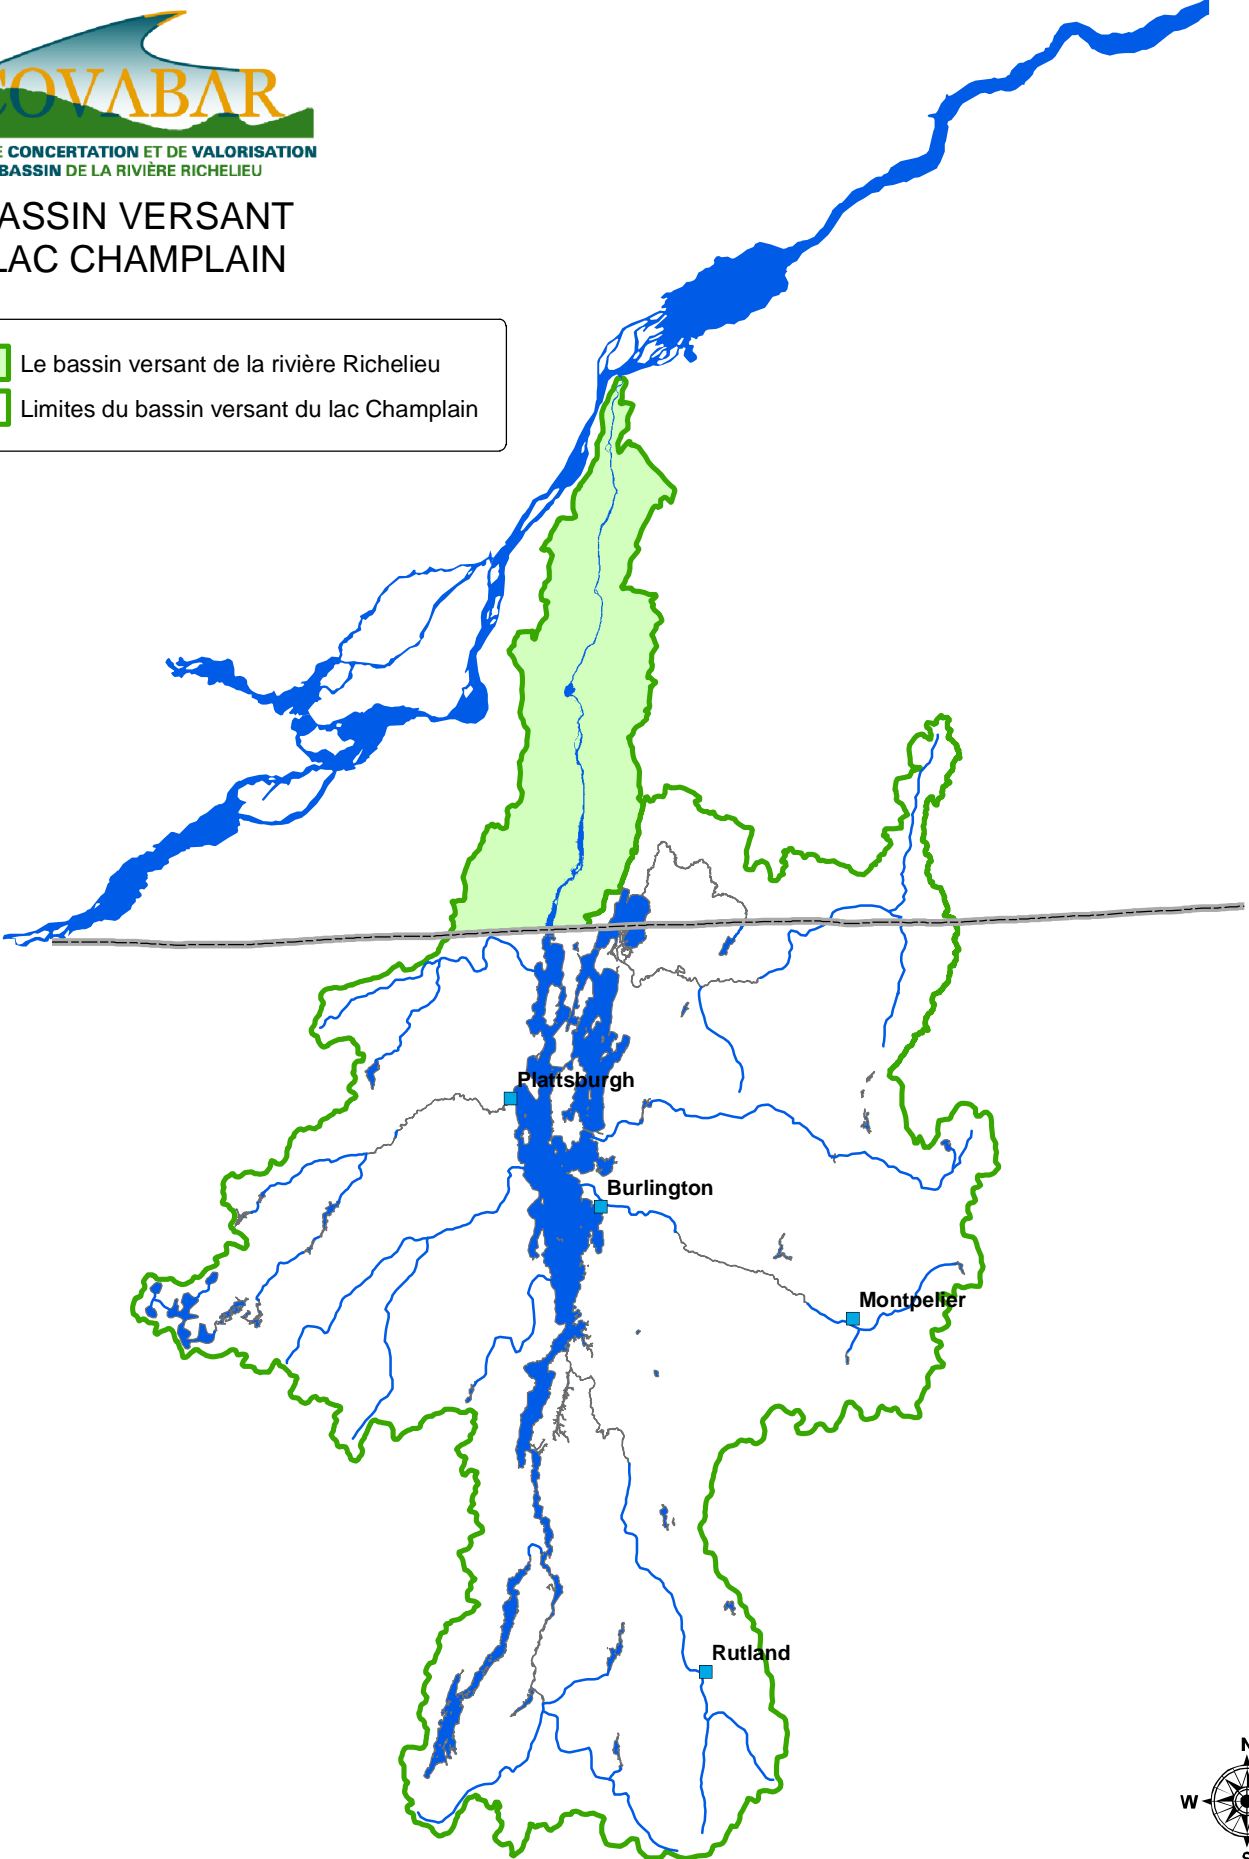 COVABAR
E CONCERTATION ET DE VALORISATION
BASSIN DE LA RIVIÈRE RICHELIEU
ASSIN VERSANT
LAC CHAMPLAIN
Le bassin versant de la rivière Richelieu
Limites du bassin versant du lac Champlain
Plattsburgh
Burlington
Montpelier
Rutland
N
W
S